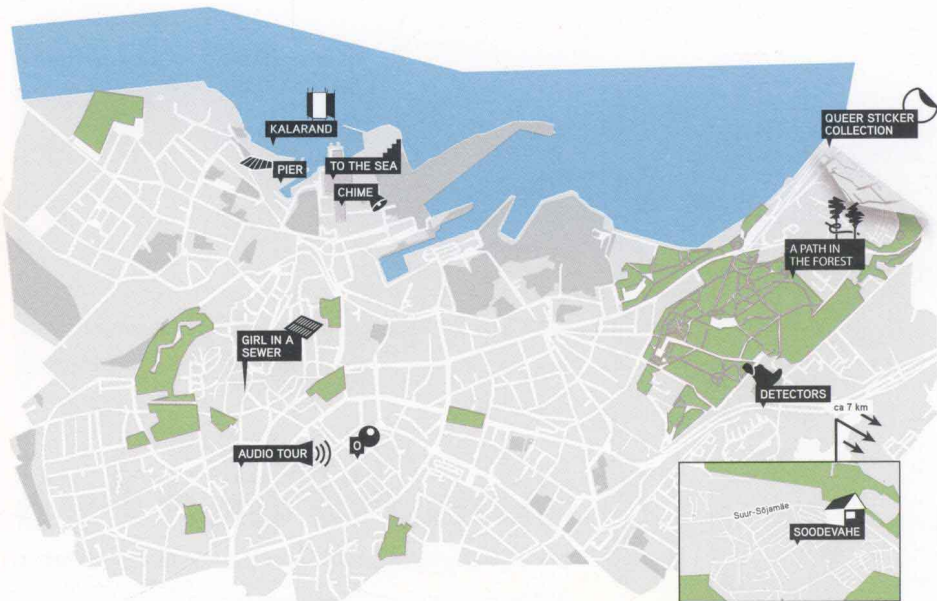 QUEER STICKER
COLLECTION
KALARAND
PIER
TO THE SEA
CHIME
A PATH IN
THE FOREST
GIRL IN A
SEWER
DETECTORS
ca 7 km
AUDIO TOUR
O
Suur-Sõjamäe
SOODEVAHE